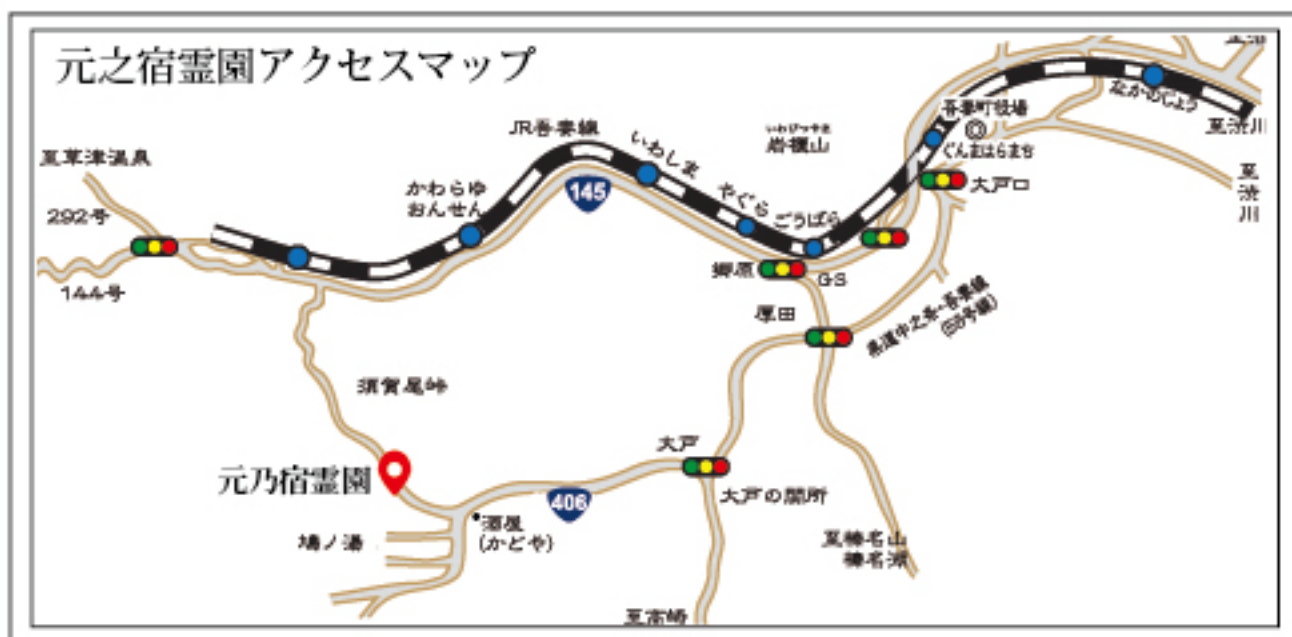 元之宿霊園アクセスマップ
至草津温泉
292号
144号
かわらゆ
おんせん
JR吾妻線
145
いわしま
やぐら
ごうばら
いわびつやま
岩櫃山
吾妻町役場
ぐんまはらまち
なかのじょう
至渋川
至
渋
川
大戸口
郷原
GS
厚田
県道中之条・吾妻線
須賀尾峠
元乃宿霊園
大戸
大戸の関所
406
酒屋
(かどや)
鳩ノ湯
至高崎
至榛名山
榛名湖